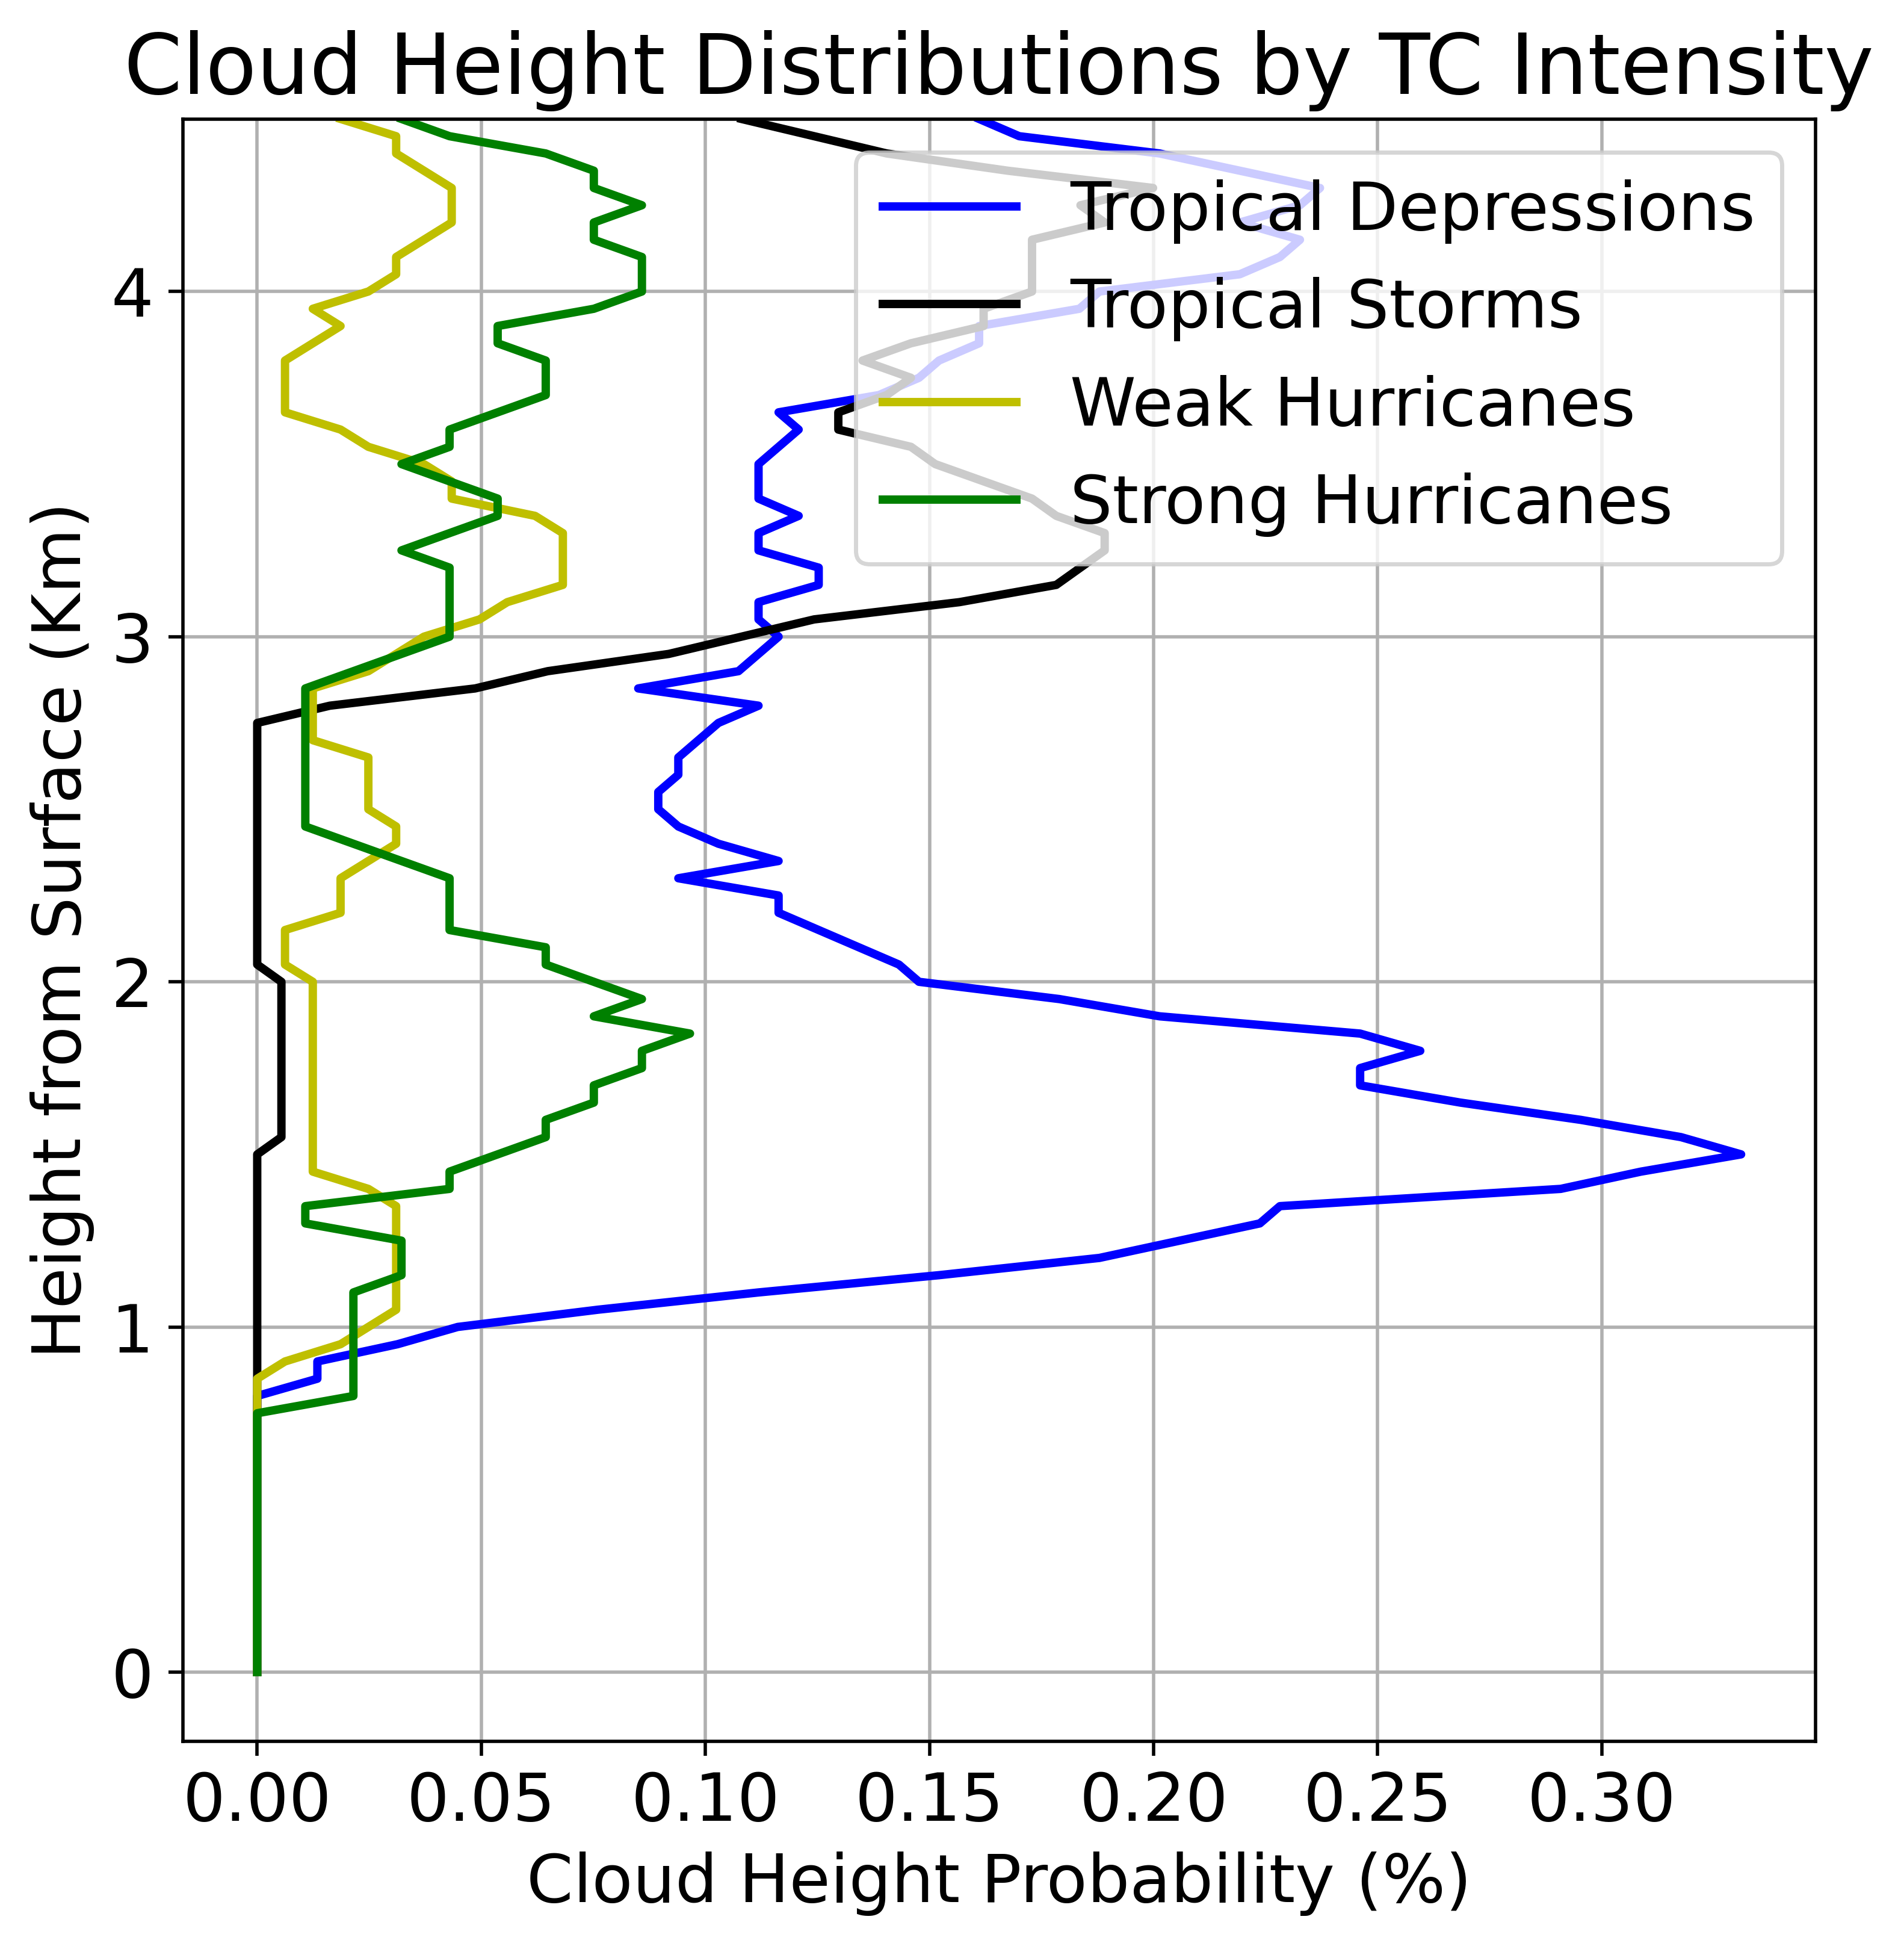 Cloud Height Distributions by TC Intensity
Tropical Depressions
Tropical Storms
Weak Hurricanes
Strong Hurricanes
Height from Surface (Km)
4
3
2
1
0
0.00 0.05 0.10 0.15 0.20 0.25 0.30
Cloud Height Probability (%)